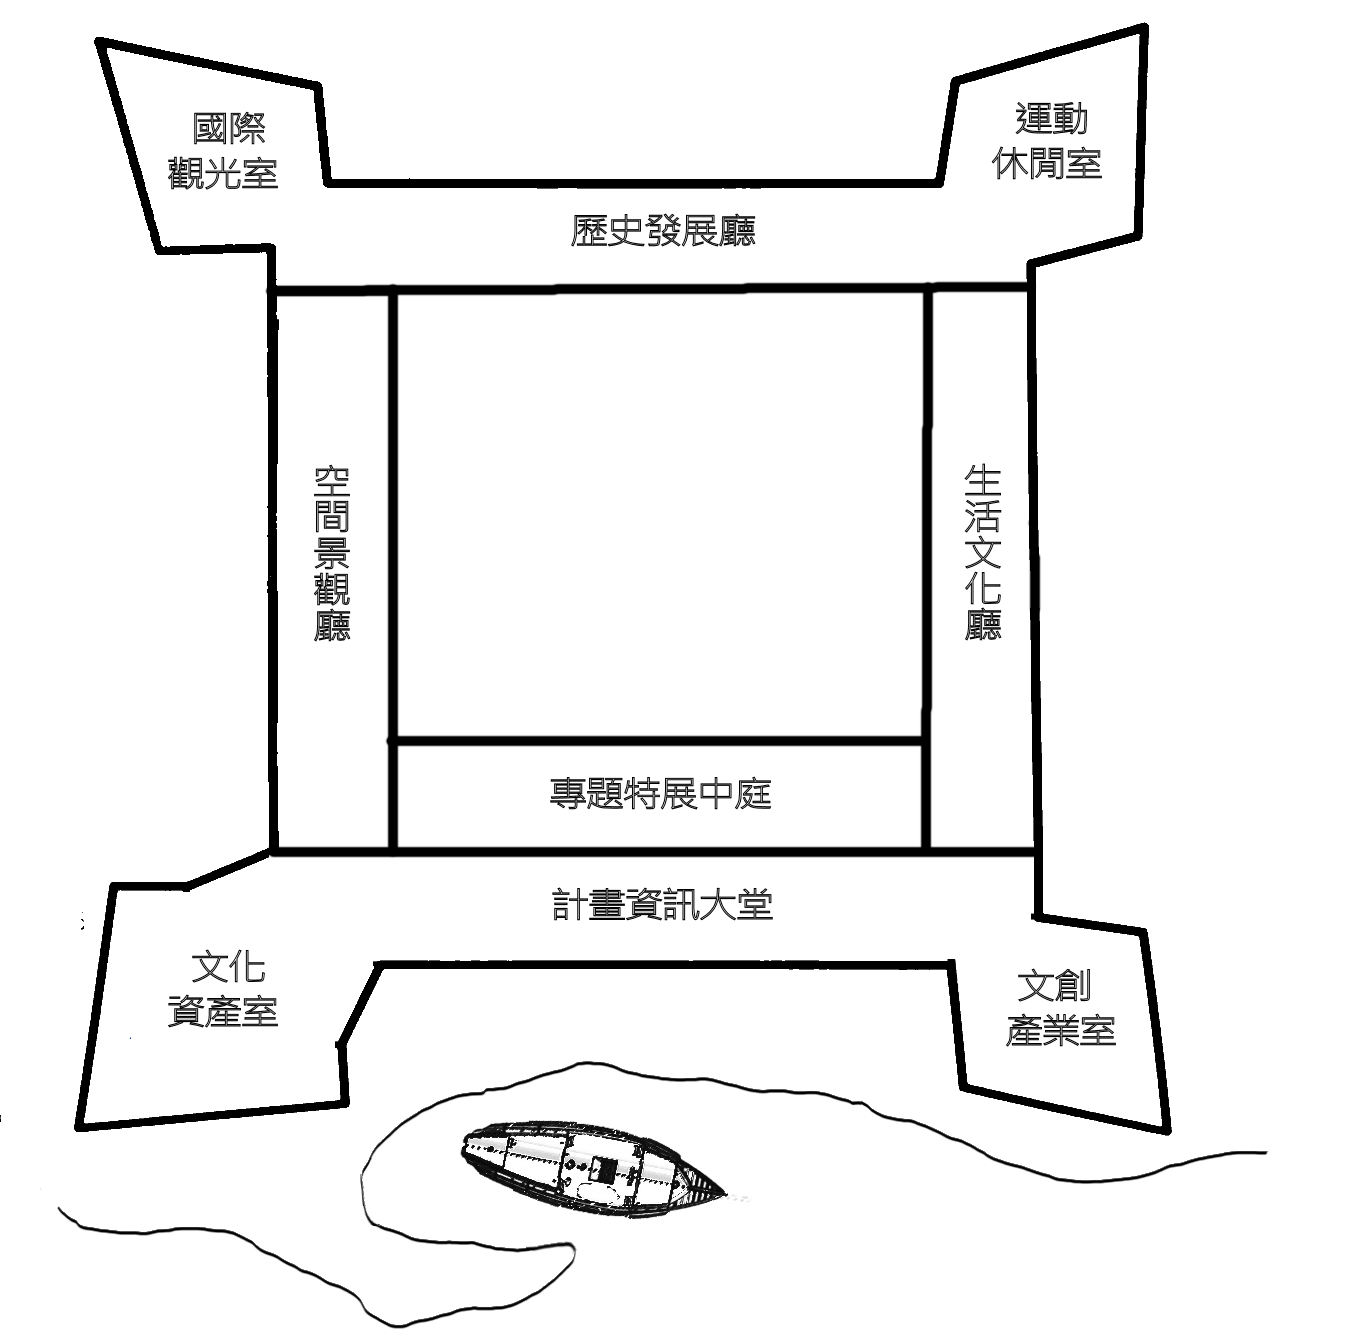 國際
觀光室
運動
休閒室
歷史發展廳
空間景觀廳
生活文化廳
專題特展中庭
計畫資訊大堂
文化
資產室
文創
產業室